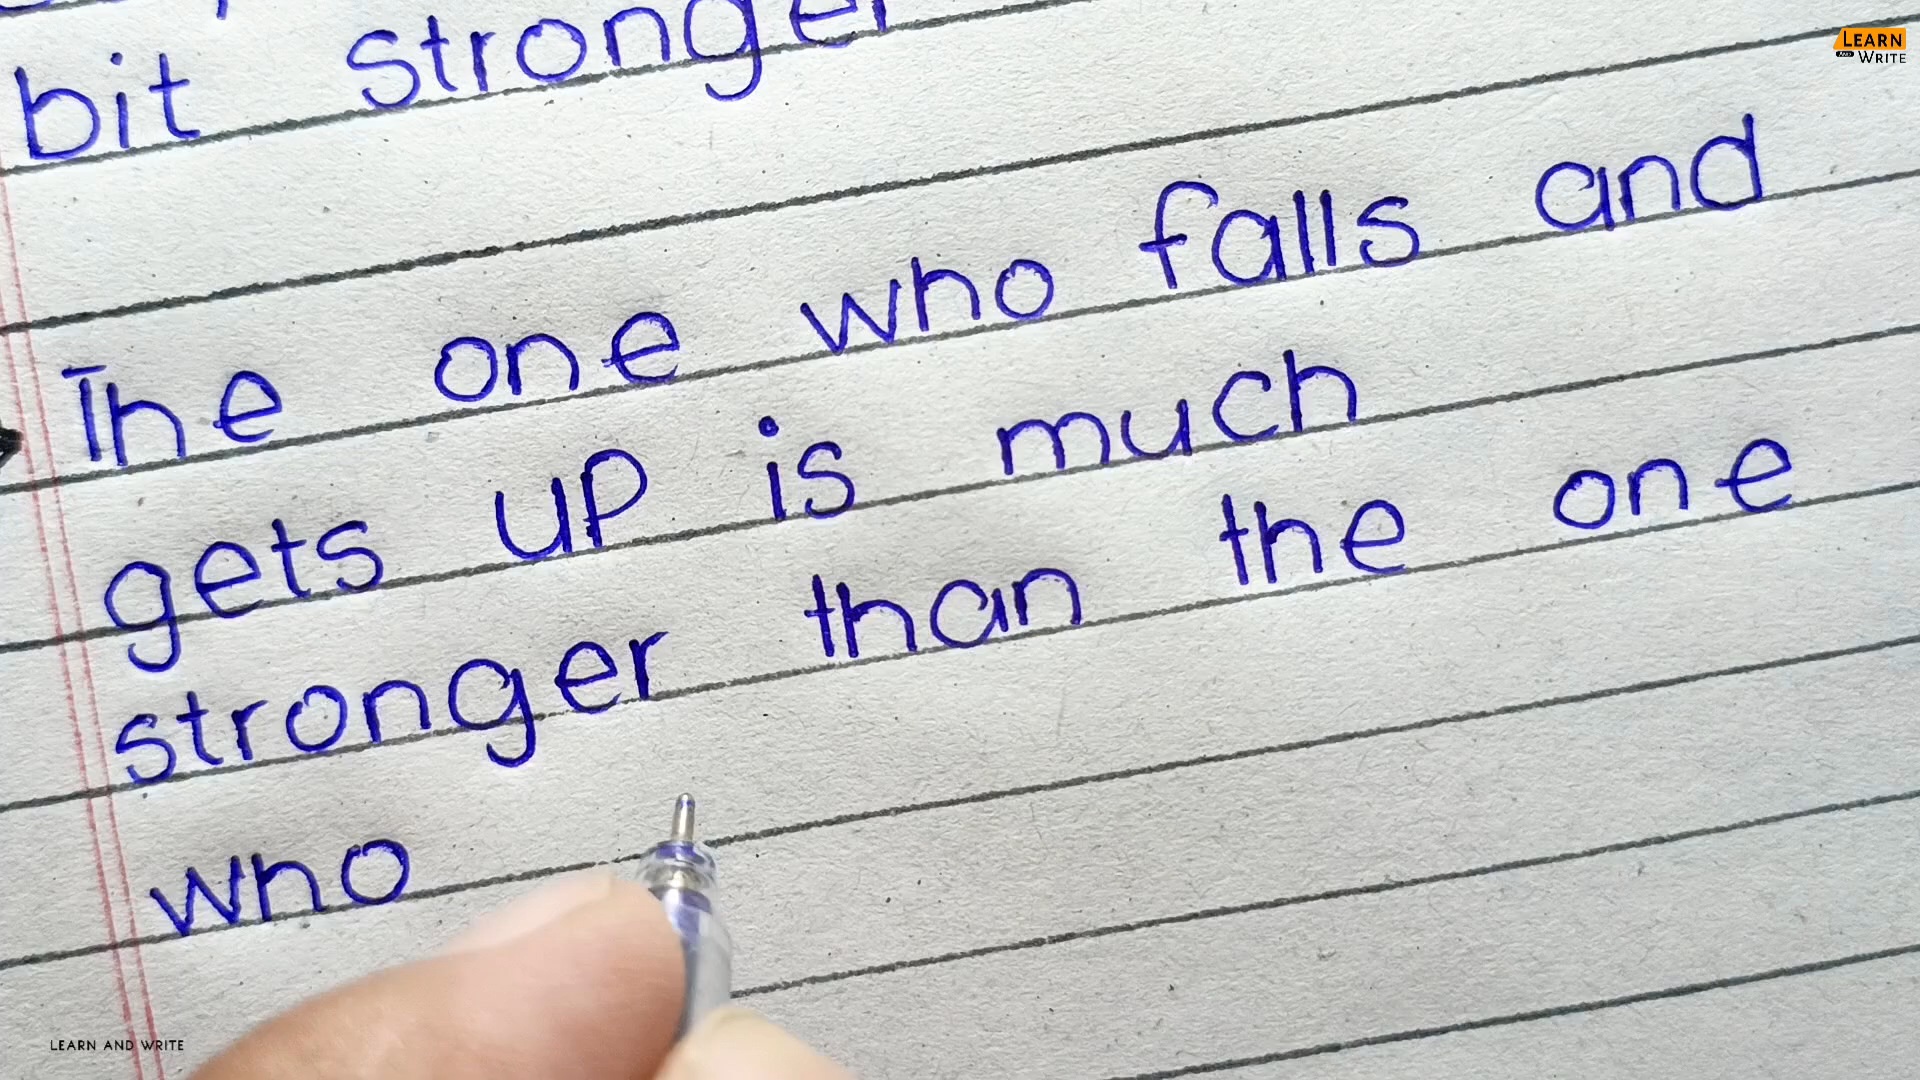 bit stronger
LEARN
AND WRITE
The one who falls and
gets up is much
stronger than the one
who
LEARN AND WRITE